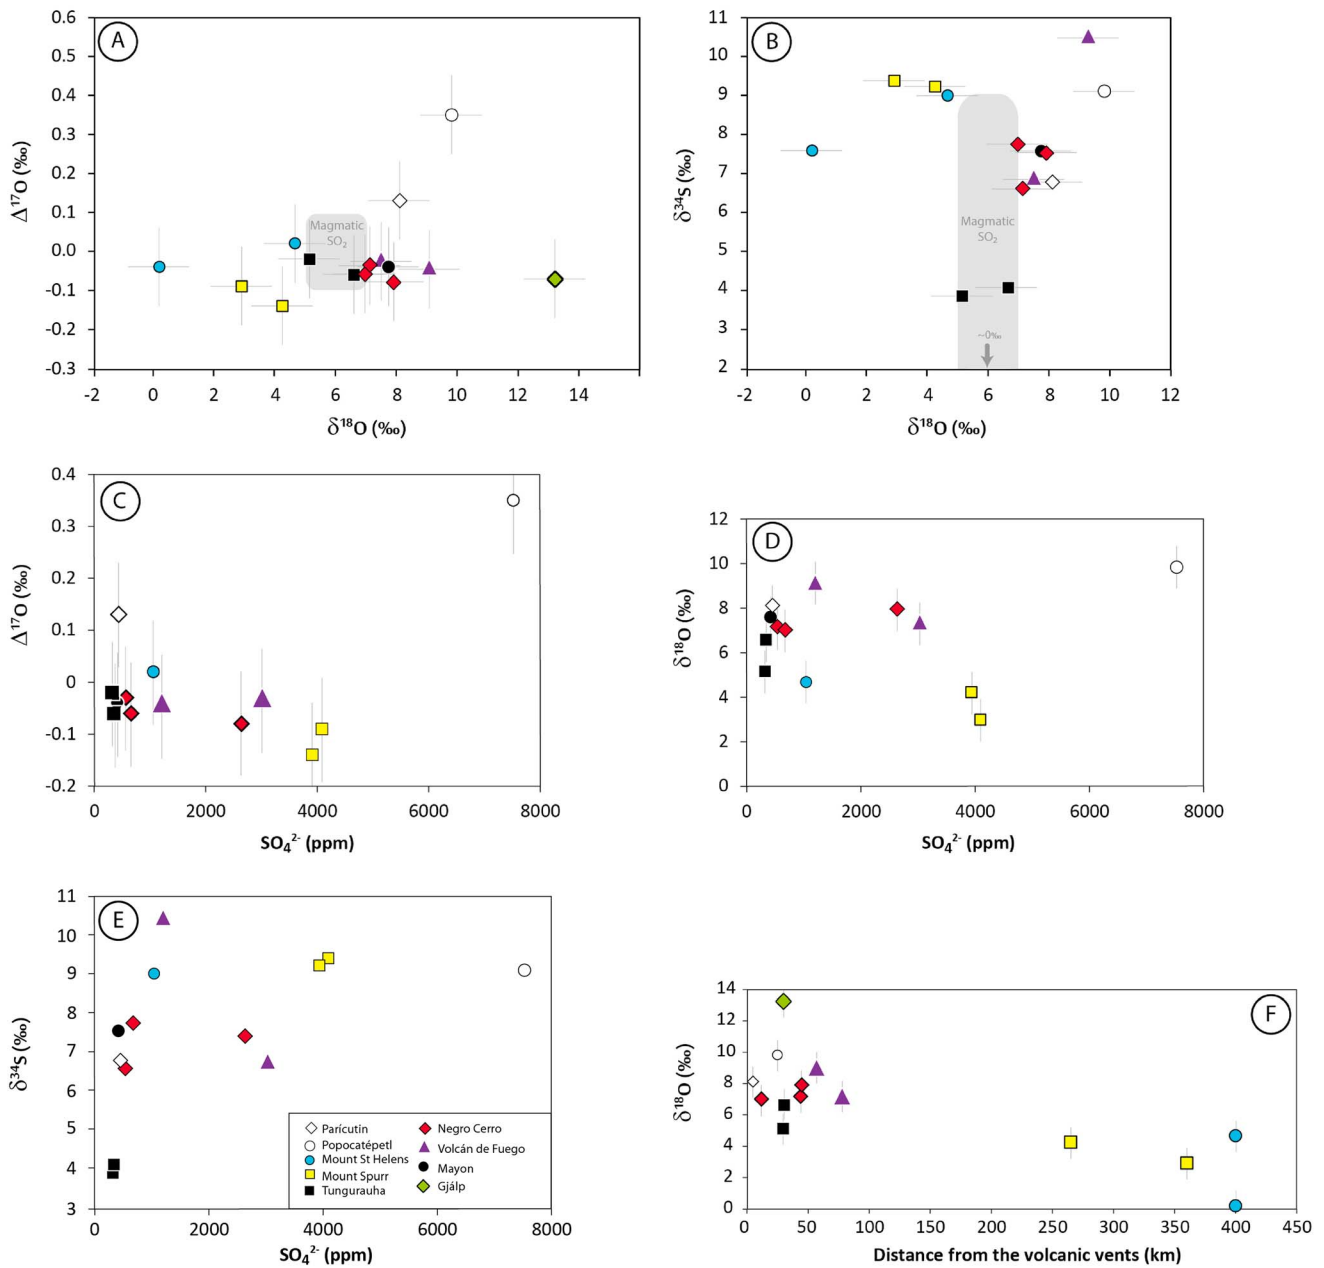 A
0.6
0.5
0.4
0.3
0.2
0.1
0.0
-0.1
-0.2
-0.3
Δ¹⁷O (‰)
Magmatic
SO₂
-2 0 2 4 6 8 10 12 14
δ¹⁸O (‰)
B
11
10
9
8
7
6
5
4
3
2
δ³⁴S (‰)
Magmatic
SO₂
~0‰
-2 0 2 4 6 8 10 12
δ¹⁸O (‰)
C
0.4
0.3
0.2
0.1
0
-0.1
-0.2
Δ¹⁷O (‰)
0 2000 4000 6000 8000
SO₄²⁻ (ppm)
D
12
10
8
6
4
2
0
δ¹⁸O (‰)
0 2000 4000 6000 8000
SO₄²⁻ (ppm)
E
11
10
9
8
7
6
5
4
3
δ³⁴S (‰)
Parícutin
Popocatépetl
Mount St Helens
Mount Spurr
Tungurauha
Negro Cerro
Volcán de Fuego
Mayon
Gjálp
0 2000 4000 6000 8000
SO₄²⁻ (ppm)
F
14
12
10
8
6
4
2
0
δ¹⁸O (‰)
0 50 100 150 200 250 300 350 400 450
Distance from the volcanic vents (km)